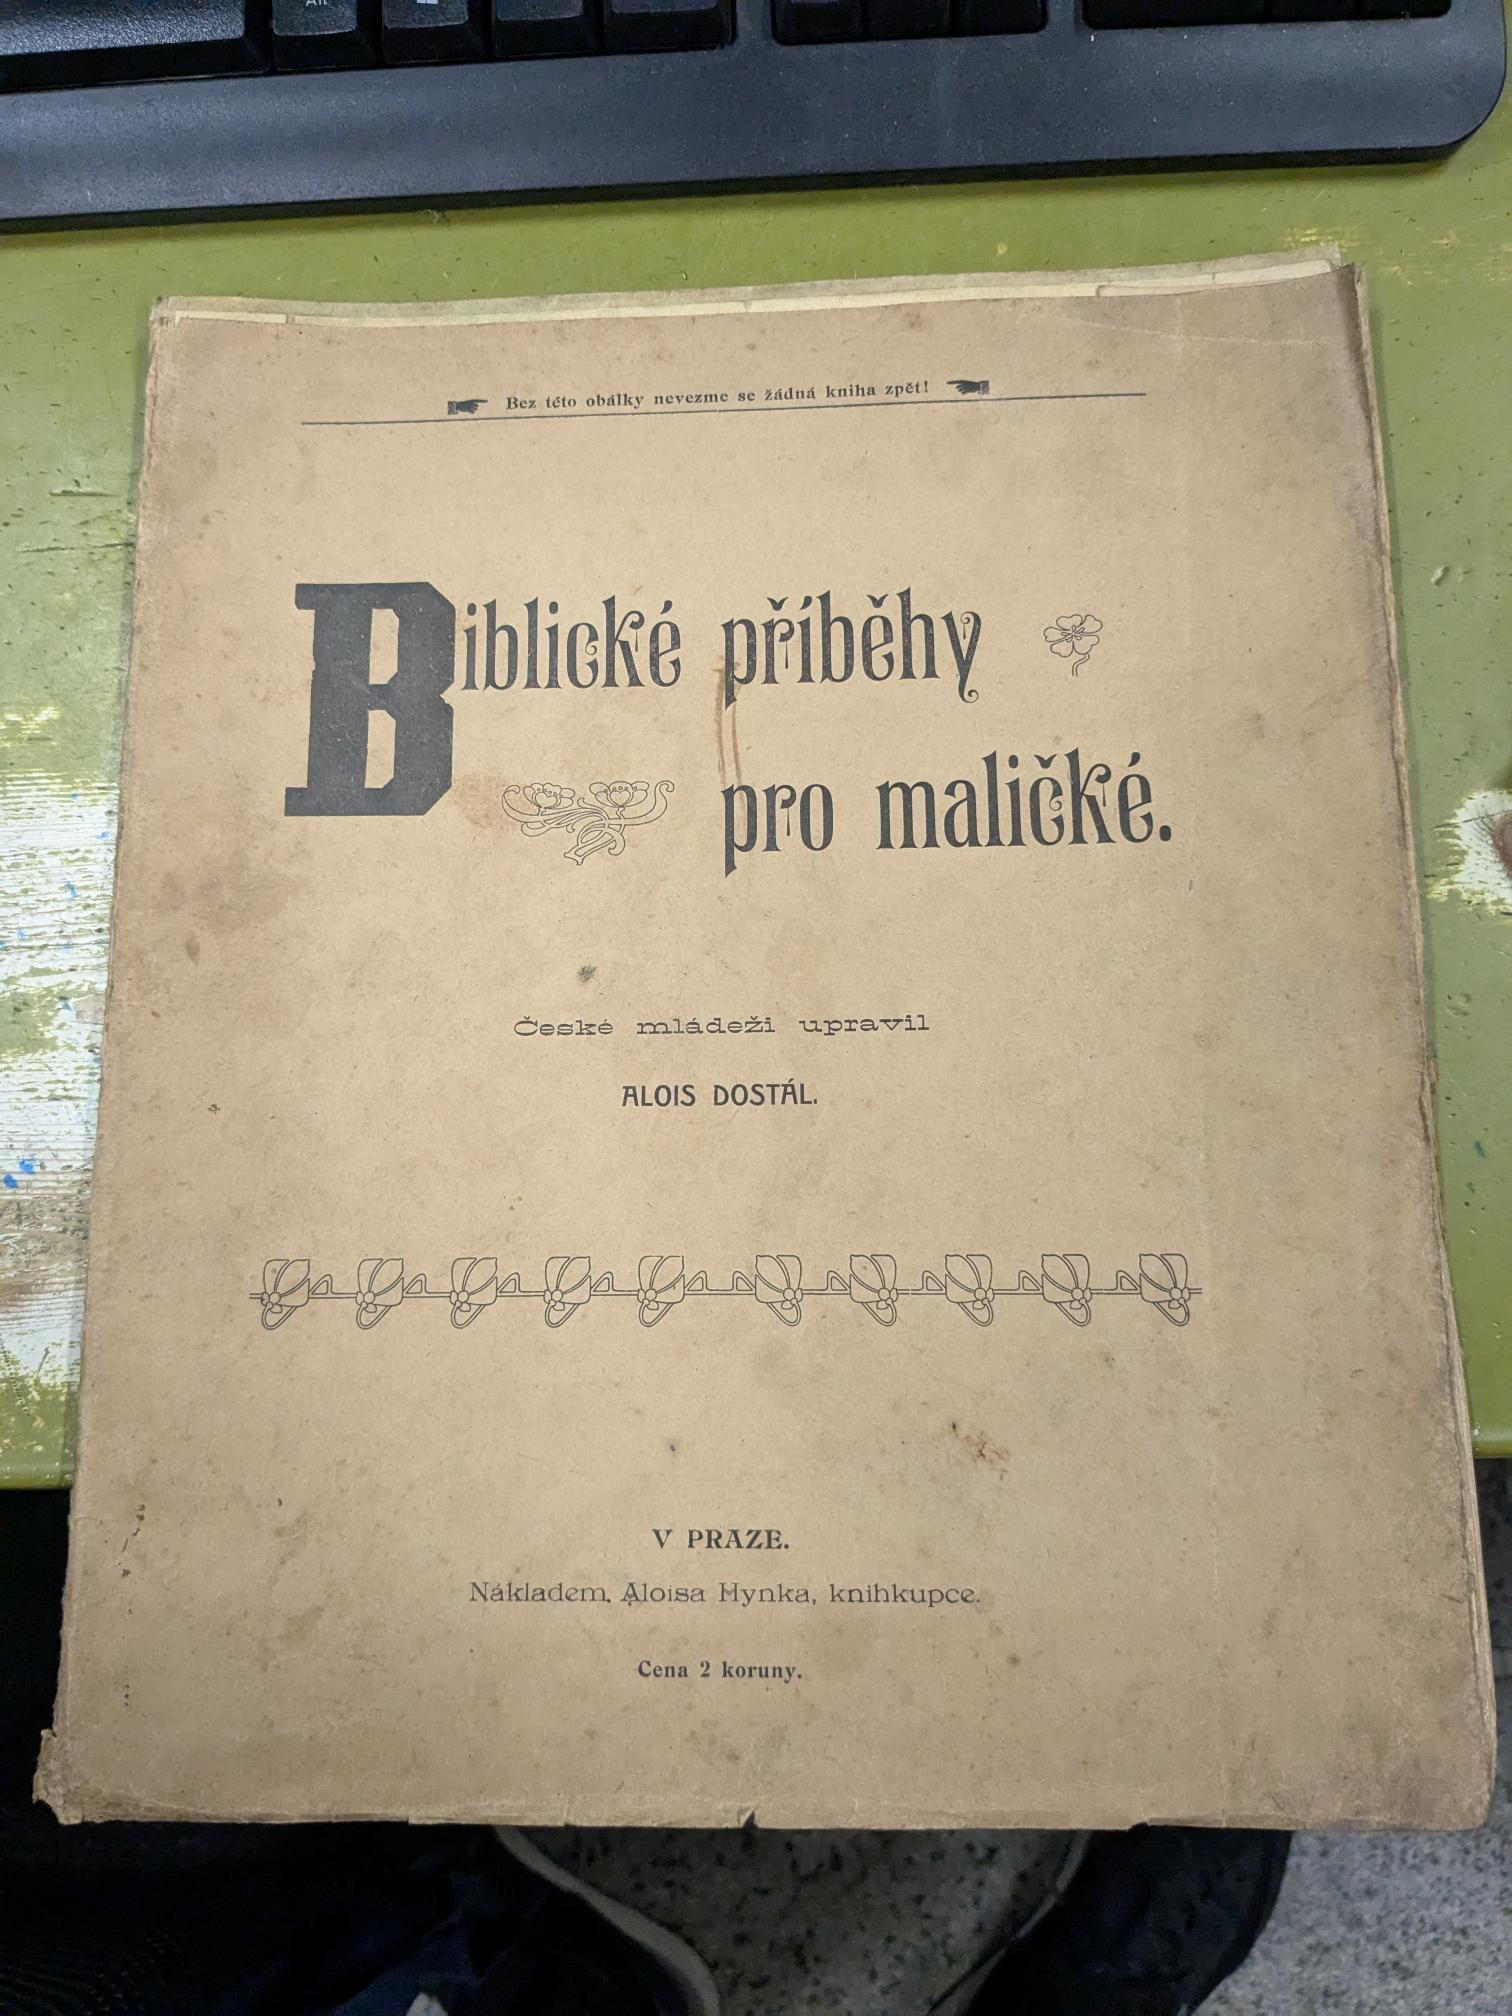 Alt
Bez této obálky nevezme se žádná kniha zpět!
Biblické příběhy
pro maličké.
České mládeži upravil
ALOIS DOSTÁL.
V PRAZE.
Nákladem Aloisa Hynka, knihkupce.
Cena 2 koruny.